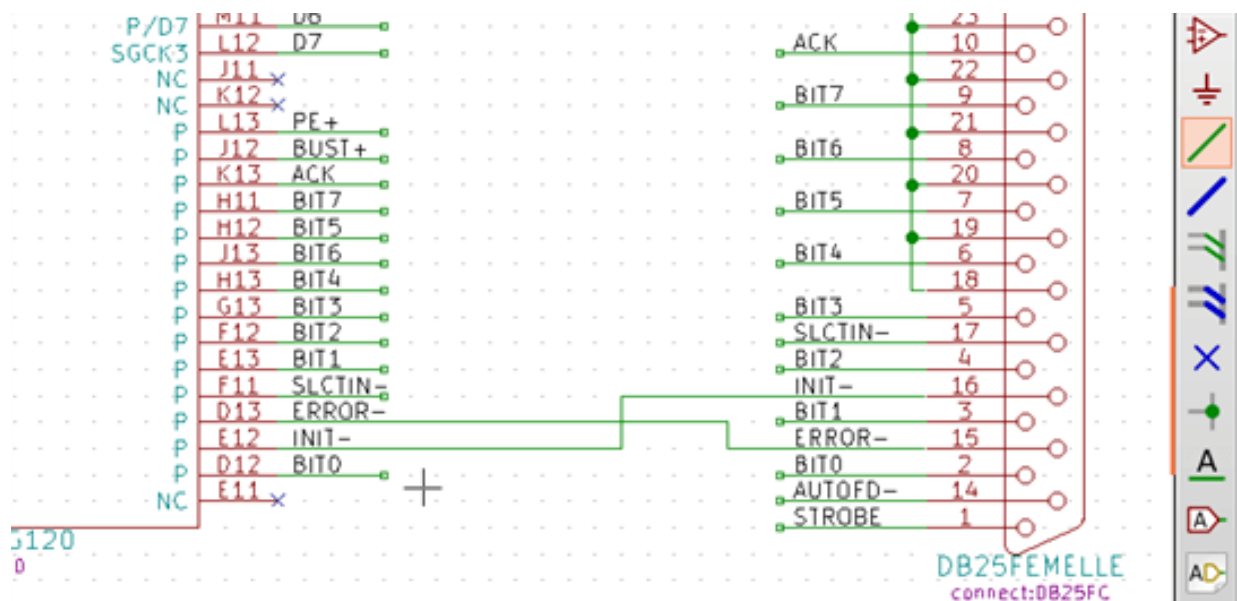 P/D7 M11 D6
SGCK3 L12 D7
NC J11
NC K12
P L13 PE+
P J12 BUST+
P K13 ACK
P H11 BIT7
P H12 BIT5
P J13 BIT6
P H13 BIT4
P G13 BIT3
P F12 BIT2
P E13 BIT1
P F11 SLCTIN-
P D13 ERROR-
P E12 INIT-
P D12 BIT0
NC E11
G120
23
ACK 10
22
BIT7 9
21
BIT6 8
20
BIT5 7
19
BIT4 6
18
BIT3 5
SLCTIN- 17
BIT2 4
INIT- 16
BIT1 3
ERROR- 15
BIT0 2
AUTOFD- 14
STROBE 1
DB25FEMELLE
connect:DB25FC
A
A
AD